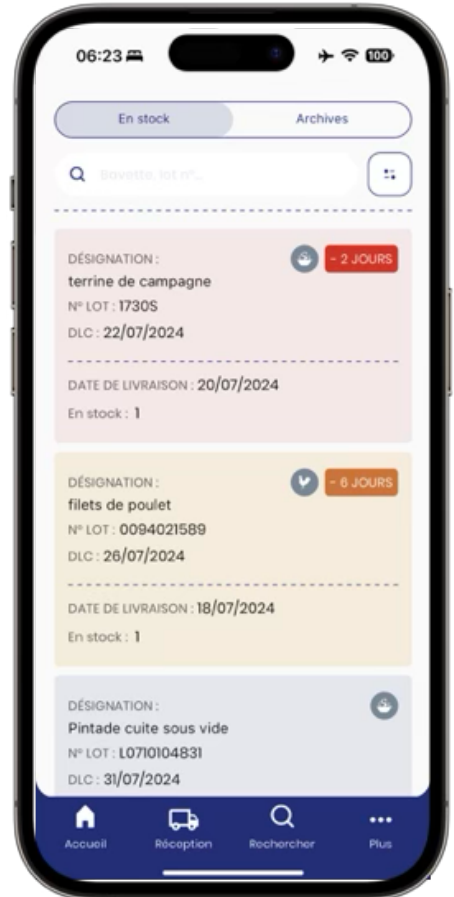 06:23
100
En stock
Archives
Bavette, lot n°...
DÉSIGNATION :
- 2 JOURS
terrine de campagne
N° LOT : 1730S
DLC : 22/07/2024
DATE DE LIVRAISON : 20/07/2024
En stock : 1
DÉSIGNATION :
- 6 JOURS
filets de poulet
N° LOT : 0094021589
DLC : 26/07/2024
DATE DE LIVRAISON : 18/07/2024
En stock : 1
DÉSIGNATION :
Pintade cuite sous vide
N° LOT : L0710104831
DLC : 31/07/2024
Accueil
Réception
Rechercher
Plus